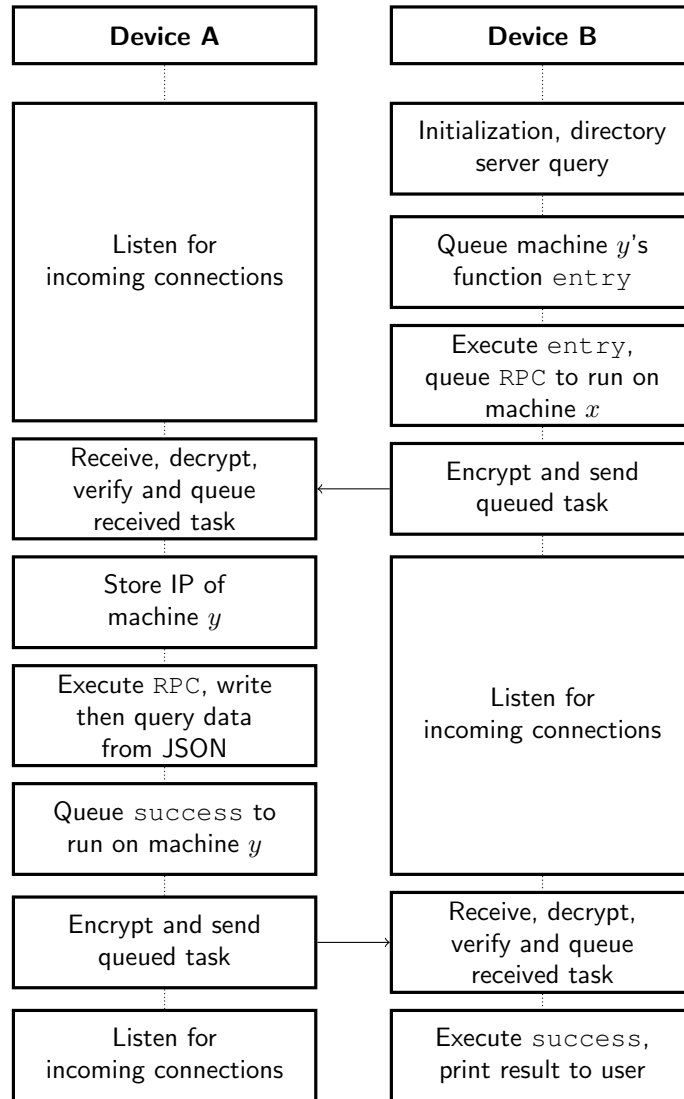 Device A
Device B
Listen for
incoming connections
Initialization, directory
server query
Queue machine y's
function entry
Execute entry,
queue RPC to run on
machine x
Receive, decrypt,
verify and queue
received task
Encrypt and send
queued task
Store IP of
machine y
Execute RPC, write
then query data
from JSON
Listen for
incoming connections
Queue success to
run on machine y
Encrypt and send
queued task
Receive, decrypt,
verify and queue
received task
Listen for
incoming connections
Execute success,
print result to user